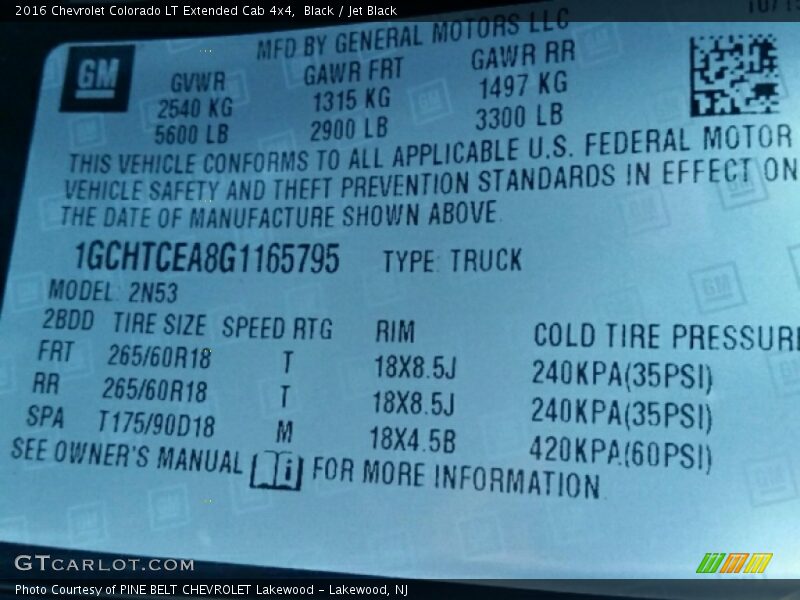 2016 Chevrolet Colorado LT Extended Cab 4x4,  Black / Jet Black
MFD BY GENERAL MOTORS LLC
GM
GVWR GAWR FRT GAWR RR
2540 KG 1315 KG 1497 KG
5600 LB 2900 LB 3300 LB
THIS VEHICLE CONFORMS TO ALL APPLICABLE U.S. FEDERAL MOTOR
VEHICLE SAFETY AND THEFT PREVENTION STANDARDS IN EFFECT ON
THE DATE OF MANUFACTURE SHOWN ABOVE.
1GCHTCEA8G1165795 TYPE: TRUCK
MODEL: 2N53
2BDD TIRE SIZE SPEED RTG RIM COLD TIRE PRESSURE
FRT 265/60R18 T 18X8.5J 240KPA(35PSI)
RR 265/60R18 T 18X8.5J 240KPA(35PSI)
SPA T175/90D18 M 18X4.5B 420KPA(60PSI)
SEE OWNER'S MANUAL i FOR MORE INFORMATION.
GTCARLOT.COM
Photo Courtesy of PINE BELT CHEVROLET Lakewood - Lakewood, NJ